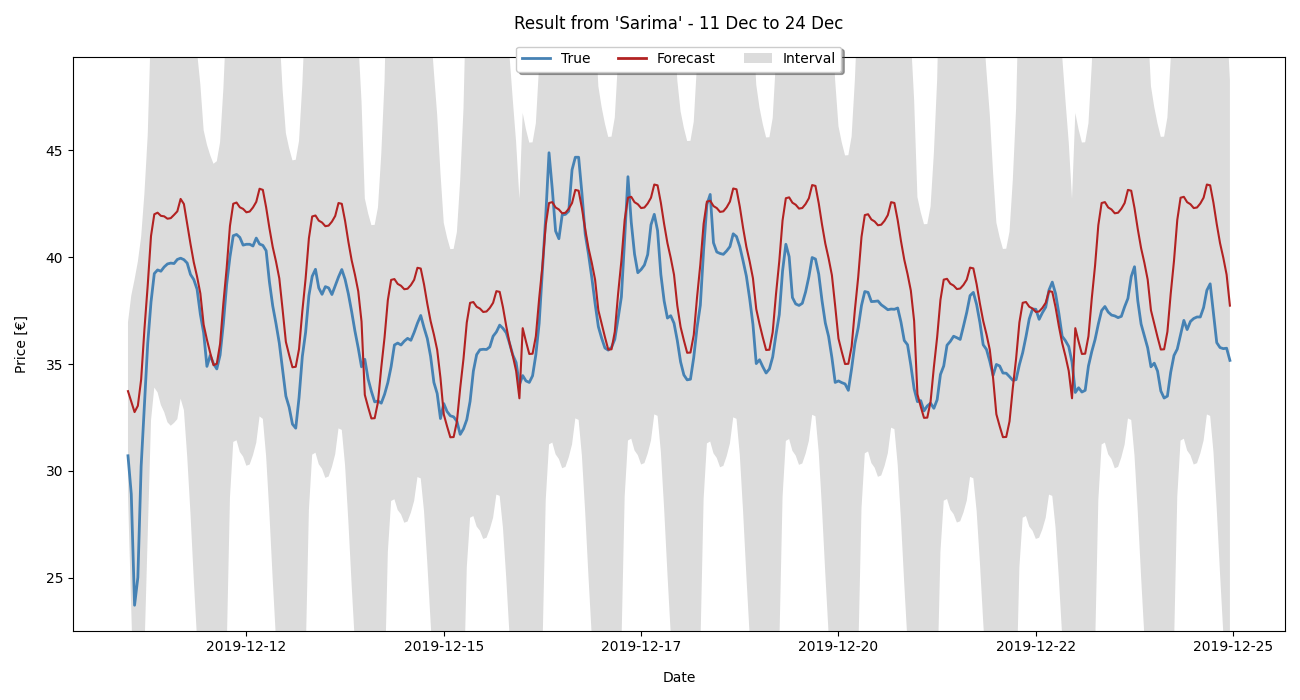 Result from 'Sarima' - 11 Dec to 24 Dec
True Forecast Interval
45
40
35
30
25
Price [€]
2019-12-12 2019-12-15 2019-12-17 2019-12-20 2019-12-22 2019-12-25
Date